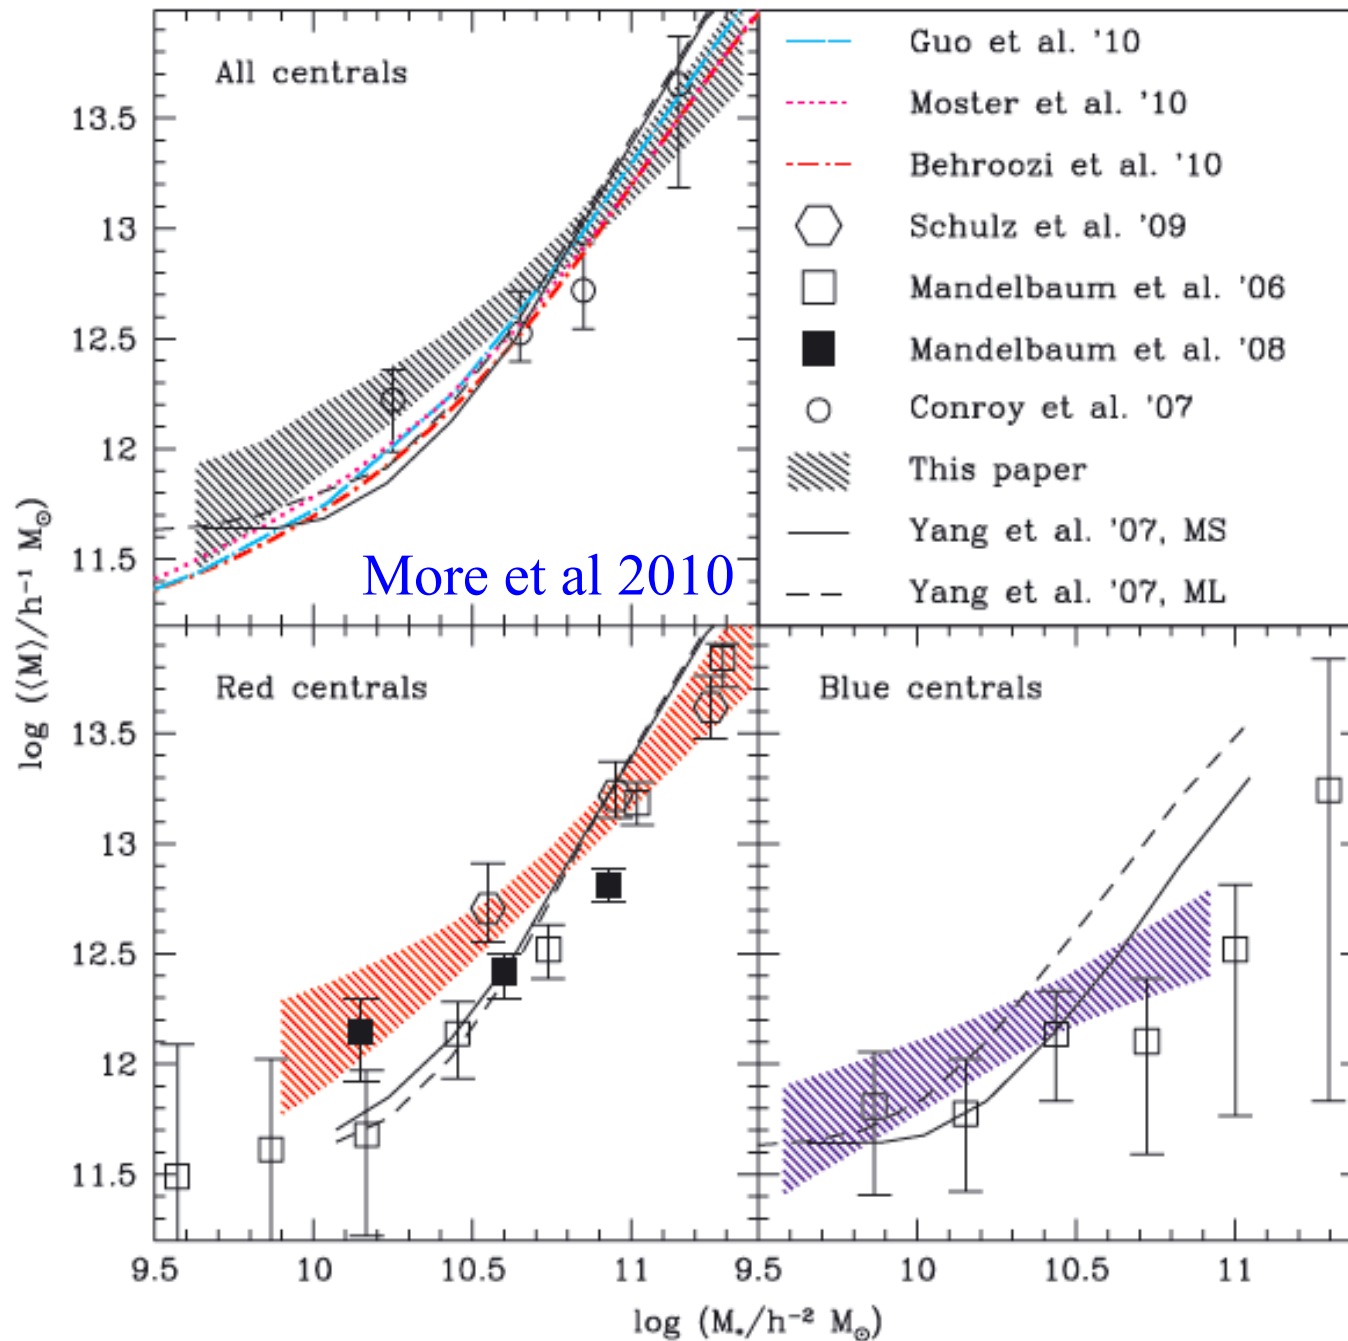 All centrals
13.5
13
12.5
12
11.5
More et al 2010
Guo et al. '10
Moster et al. '10
Behroozi et al. '10
Schulz et al. '09
Mandelbaum et al. '06
Mandelbaum et al. '08
Conroy et al. '07
This paper
Yang et al. '07, MS
Yang et al. '07, ML
log (⟨M⟩/h⁻¹ M☉)
Red centrals
13.5
13
12.5
12
11.5
Blue centrals
9.5 10 10.5 11 9.5 10 10.5 11
log (M*/h⁻² M☉)